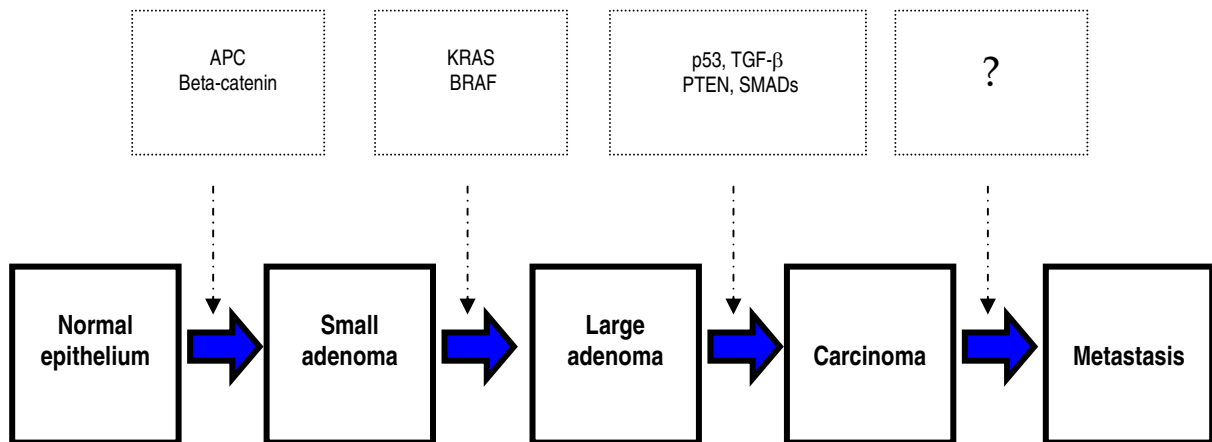 APC
Beta-catenin
KRAS
BRAF
p53, TGF-β
PTEN, SMADs
?
Normal
epithelium
Small
adenoma
Large
adenoma
Carcinoma
Metastasis